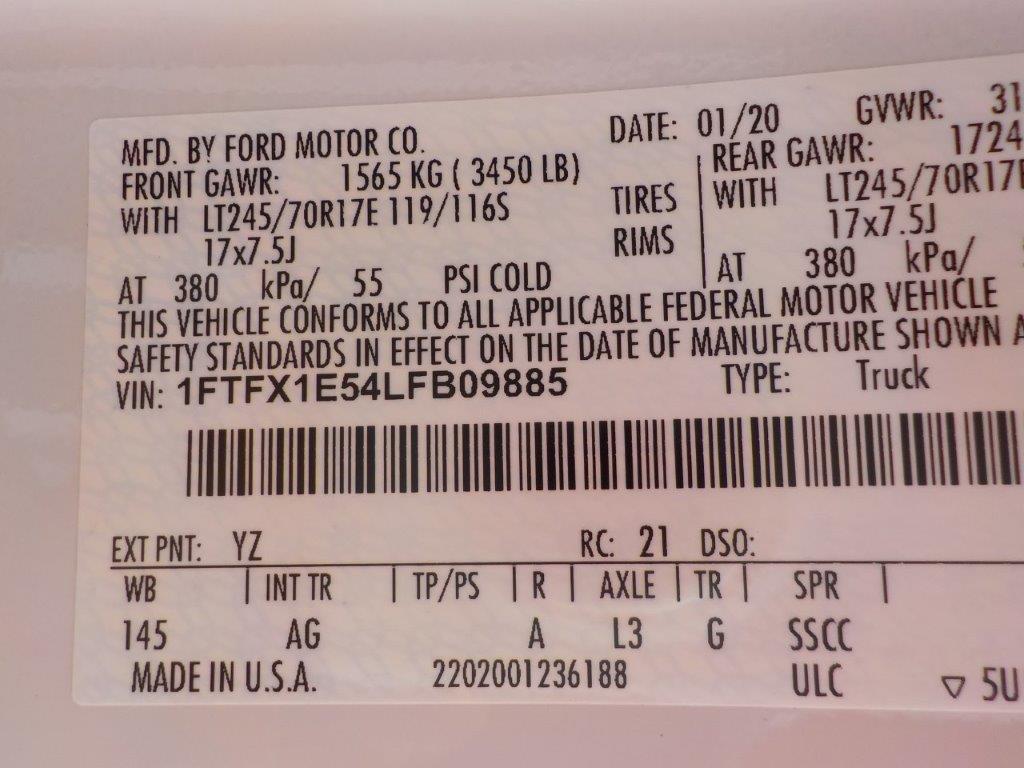 MFD. BY FORD MOTOR CO. DATE: 01/20 GVWR: 31
FRONT GAWR: 1565 KG ( 3450 LB) REAR GAWR: 1724
WITH LT245/70R17E 119/116S TIRES WITH LT245/70R17E
17x7.5J RIMS 17x7.5J
AT 380 kPa/ 55 PSI COLD AT 380 kPa/
THIS VEHICLE CONFORMS TO ALL APPLICABLE FEDERAL MOTOR VEHICLE
SAFETY STANDARDS IN EFFECT ON THE DATE OF MANUFACTURE SHOWN A
VIN: 1FTFX1E54LFB09885 TYPE: Truck
EXT PNT: YZ RC: 21 DSO:
WB | INT TR | TP/PS | R | AXLE | TR | SPR |
145 AG A L3 G SSCC
MADE IN U.S.A. 2202001236188 ULC ▽ 5U